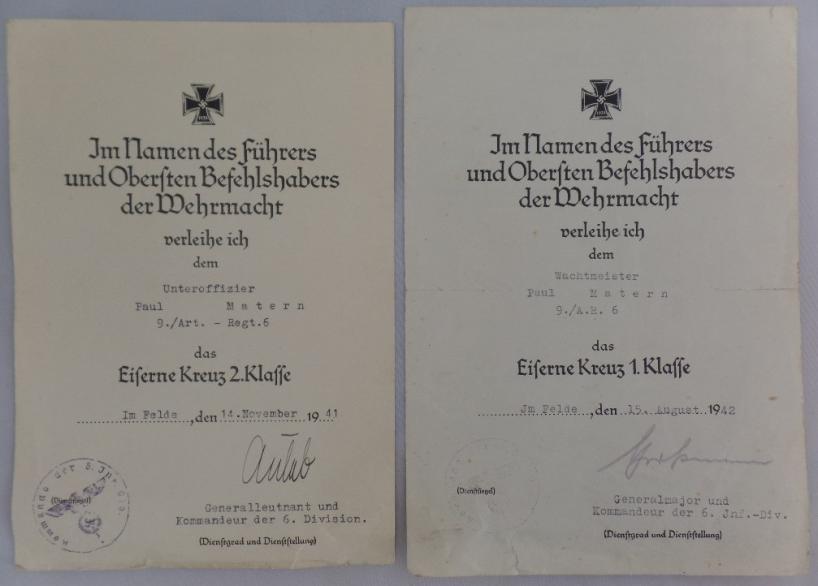 Im Namen des Führers
und Obersten Befehlshabers
der Wehrmacht
verleihe ich
dem
Unteroffizier
Paul Matern
9./Art. - Regt.6
das
Eiserne Kreuz 2. Klasse
Im Felde, den 14. November 1941
(Dienstsiegel)
Generalleutnant und
Kommandeur der 6. Division.
(Dienstgrad und Dienststellung)
Im Namen des Führers
und Obersten Befehlshabers
der Wehrmacht
verleihe ich
dem
Wachtmeister
Paul Matern
9./A.R. 6
das
Eiserne Kreuz 1. Klasse
Jm Felde, den 15. August 1942
(Dienstsiegel)
Generalmajor und
Kommandeur der 6. Jnf.-Div.
(Dienstgrad und Dienststellung)